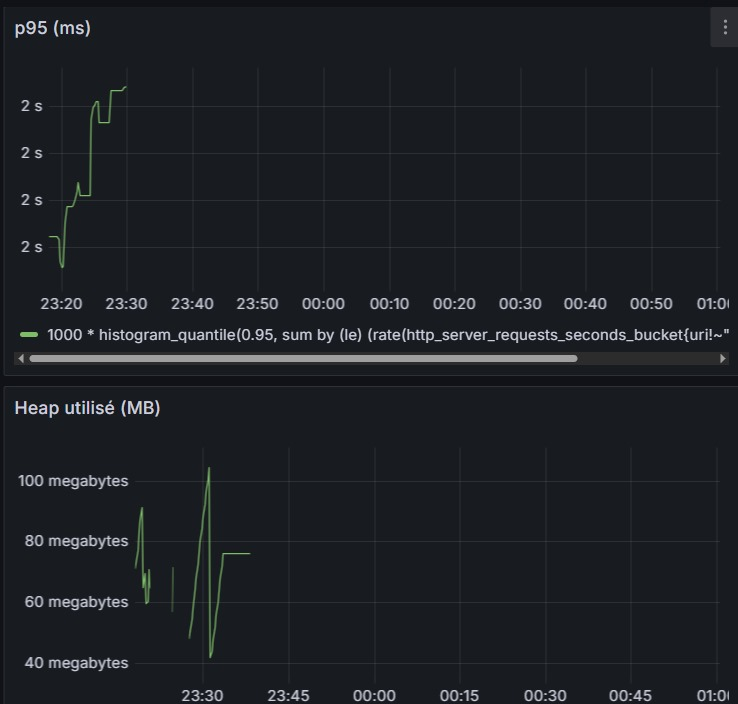 p95 (ms)
2 s
2 s
2 s
2 s
23:20 23:30 23:40 23:50 00:00 00:10 00:20 00:30 00:40 00:50 01:0
1000 * histogram_quantile(0.95, sum by (le) (rate(http_server_requests_seconds_bucket{uri!~"
Heap utilisé (MB)
100 megabytes
80 megabytes
60 megabytes
40 megabytes
23:30 23:45 00:00 00:15 00:30 00:45 01:0